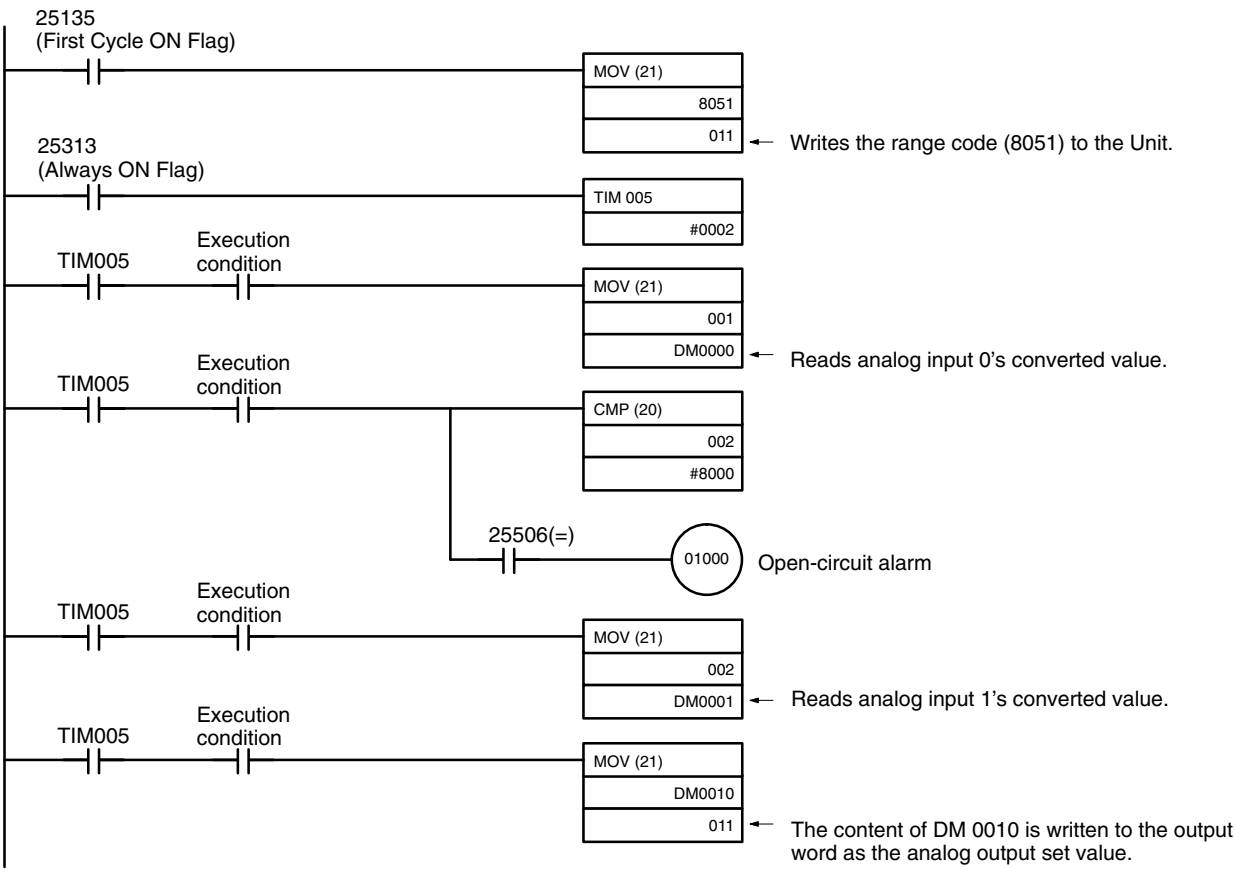 25135
(First Cycle ON Flag)
MOV (21)
8051
011
Writes the range code (8051) to the Unit.
25313
(Always ON Flag)
TIM 005
#0002
TIM005
Execution
condition
MOV (21)
001
DM0000
Reads analog input 0’s converted value.
TIM005
Execution
condition
CMP (20)
002
#8000
25506(=)
01000
Open-circuit alarm
TIM005
Execution
condition
MOV (21)
002
DM0001
Reads analog input 1’s converted value.
TIM005
Execution
condition
MOV (21)
DM0010
011
The content of DM 0010 is written to the output
word as the analog output set value.